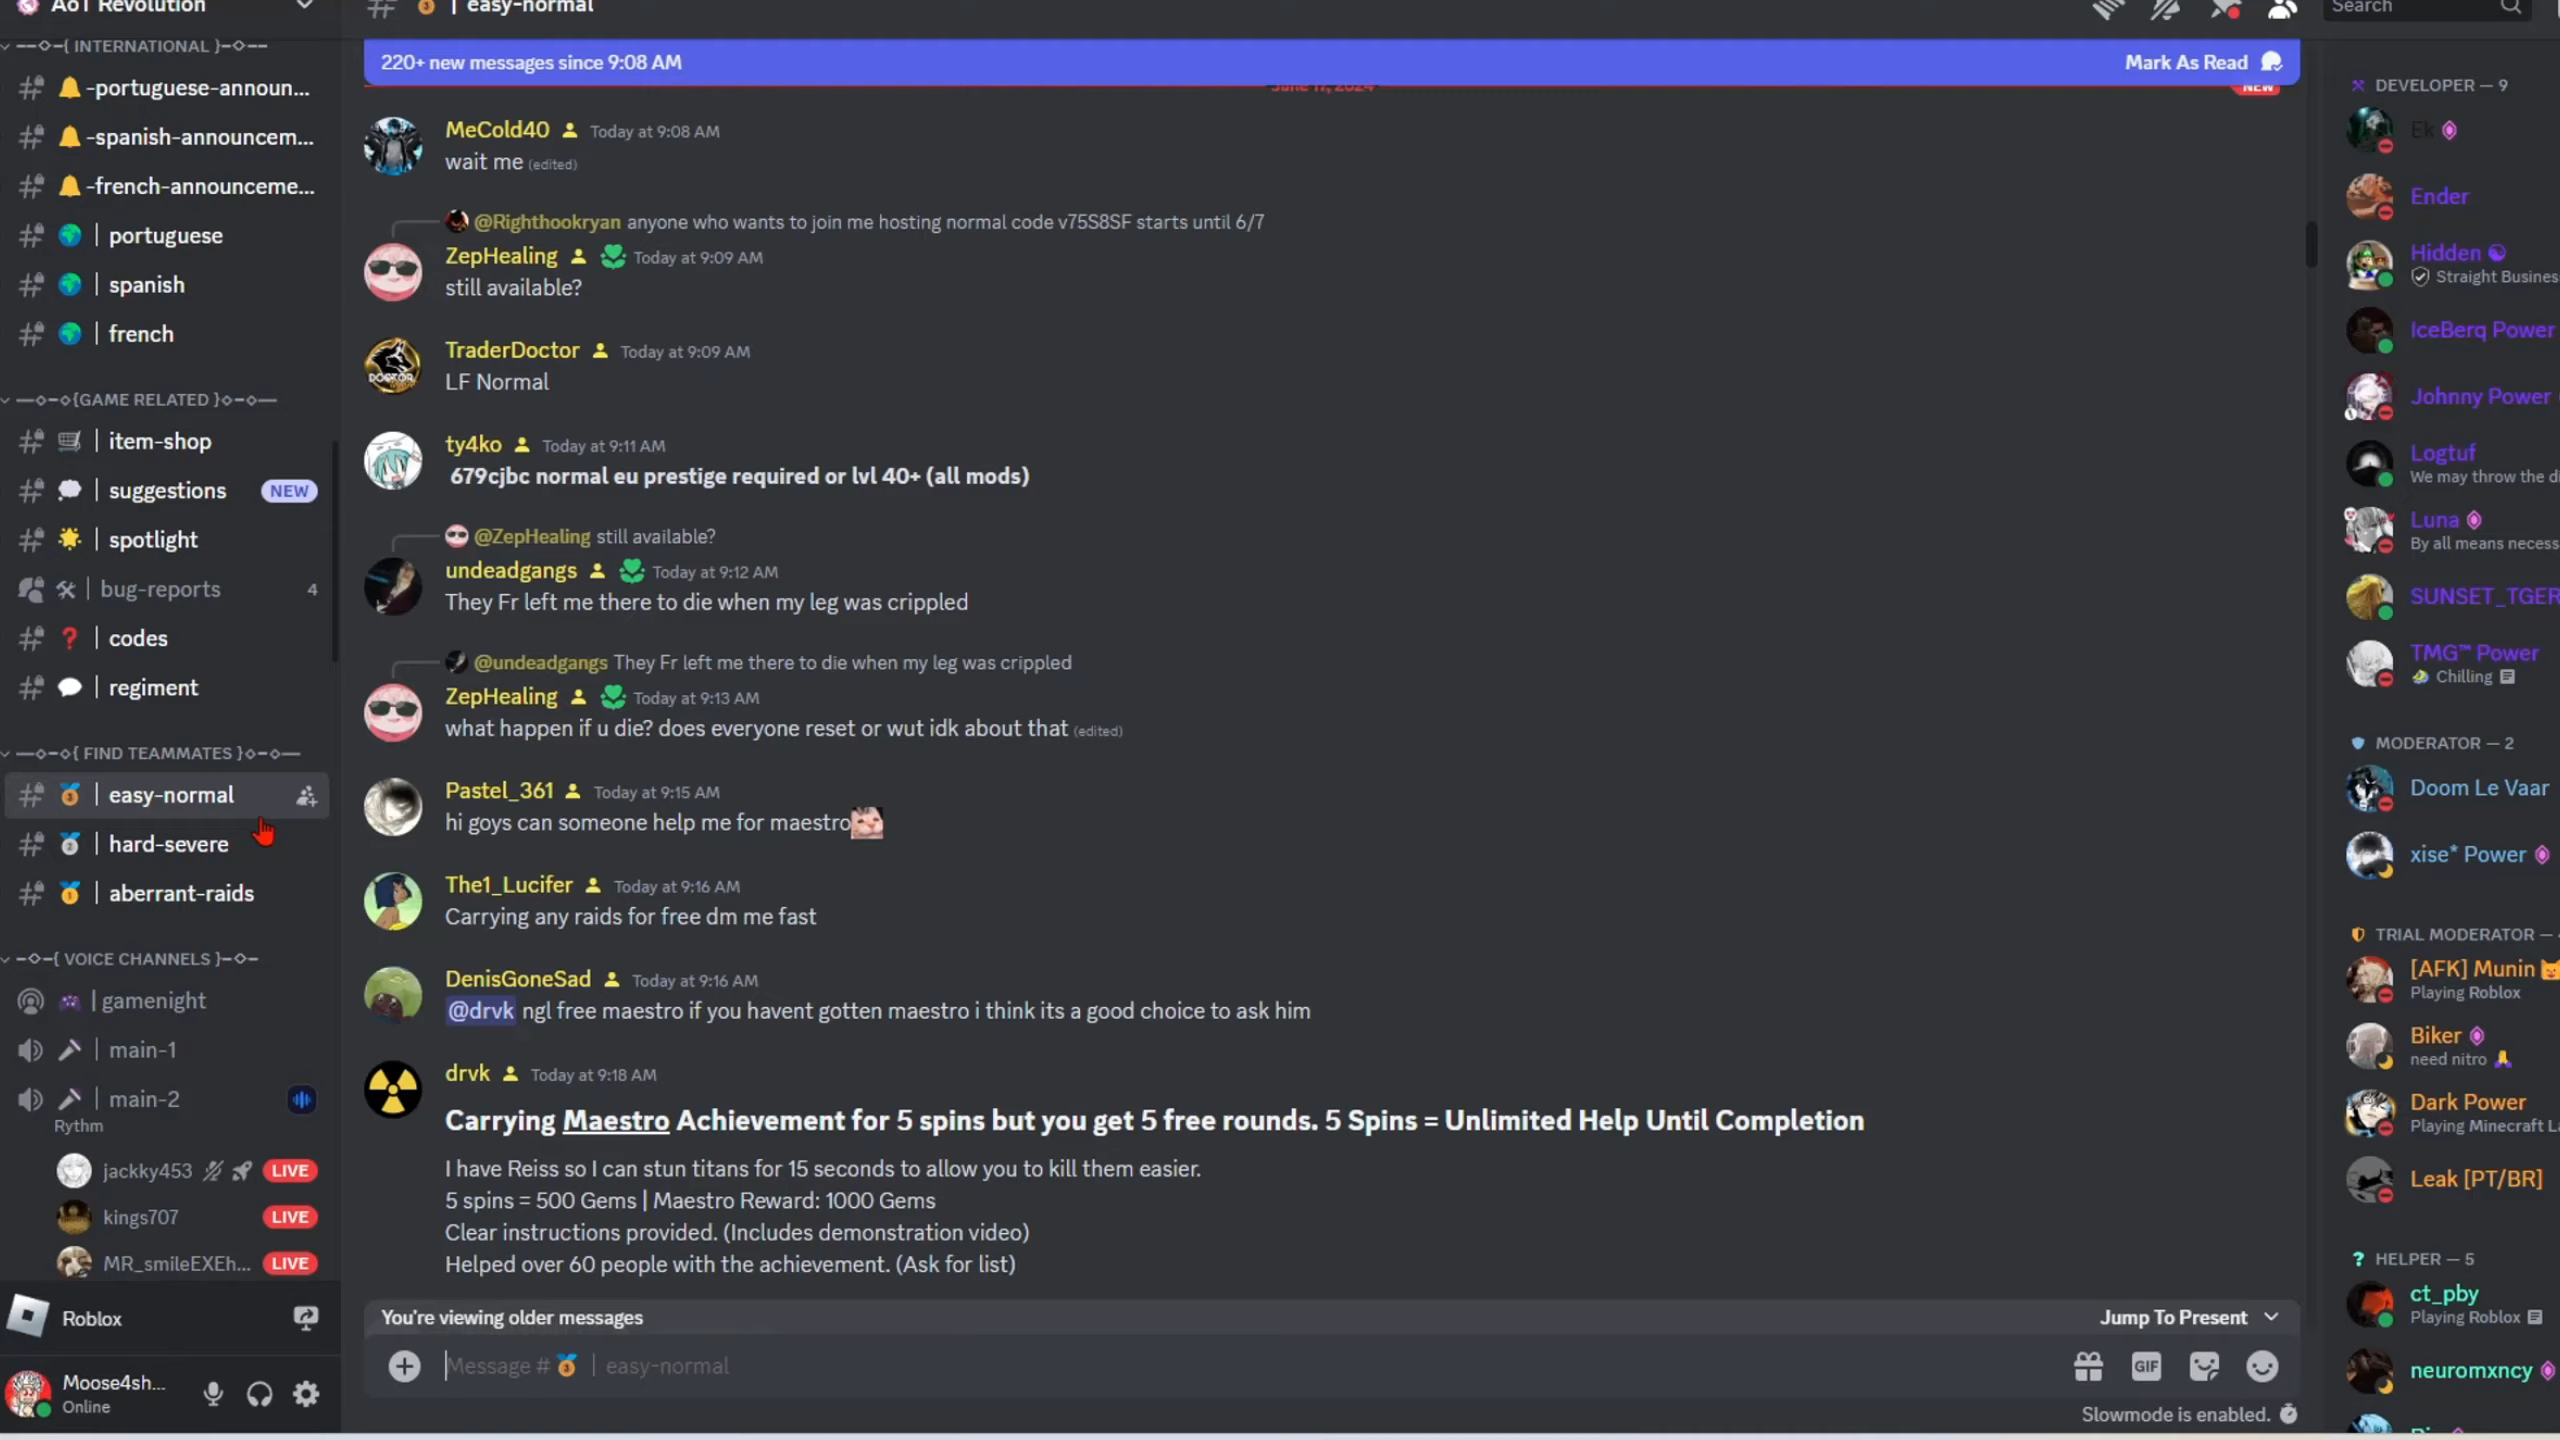 AoT Revolution
INTERNATIONAL
-portuguese-announ...
-spanish-announcem...
-french-announceme...
portuguese
spanish
french
{GAME RELATED }
item-shop
suggestions NEW
spotlight
bug-reports 4
codes
regiment
{ FIND TEAMMATES }
easy-normal
hard-severe
aberrant-raids
{ VOICE CHANNELS }
gamenight
main-1
main-2
Rythm
jackky453 LIVE
kings707 LIVE
MR_smileEXEh... LIVE
Roblox
Moose4sh...
Online
# | easy-normal
Search
220+ new messages since 9:08 AM Mark As Read
June 17, 2024 NEW
MeCold40 Today at 9:08 AM
wait me (edited)
@Righthookryan anyone who wants to join me hosting normal code v75S8SF starts until 6/7
ZepHealing Today at 9:09 AM
still available?
TraderDoctor Today at 9:09 AM
LF Normal
ty4ko Today at 9:11 AM
679cjbc normal eu prestige required or lvl 40+ (all mods)
@ZepHealing still available?
undeadgangs Today at 9:12 AM
They Fr left me there to die when my leg was crippled
@undeadgangs They Fr left me there to die when my leg was crippled
ZepHealing Today at 9:13 AM
what happen if u die? does everyone reset or wut idk about that (edited)
Pastel_361 Today at 9:15 AM
hi goys can someone help me for maestro
The1_Lucifer Today at 9:16 AM
Carrying any raids for free dm me fast
DenisGoneSad Today at 9:16 AM
@drvk ngl free maestro if you havent gotten maestro i think its a good choice to ask him
drvk Today at 9:18 AM
Carrying Maestro Achievement for 5 spins but you get 5 free rounds. 5 Spins = Unlimited Help Until Completion
I have Reiss so I can stun titans for 15 seconds to allow you to kill them easier.
5 spins = 500 Gems | Maestro Reward: 1000 Gems
Clear instructions provided. (Includes demonstration video)
Helped over 60 people with the achievement. (Ask for list)
You're viewing older messages Jump To Present
Message # | easy-normal
GIF
Slowmode is enabled.
DEVELOPER — 9
Ek
Ender
Hidden
Straight Business
IceBerq Power
Johnny Power
Logtuf
We may throw the di
Luna
By all means necess
SUNSET_TGER
TMG™ Power
Chilling
MODERATOR — 2
Doom Le Vaar
xise* Power
TRIAL MODERATOR —
[AFK] Munin
Playing Roblox
Biker
need nitro
Dark Power
Playing Minecraft La
Leak [PT/BR]
HELPER — 5
ct_pby
Playing Roblox
neuromxncy